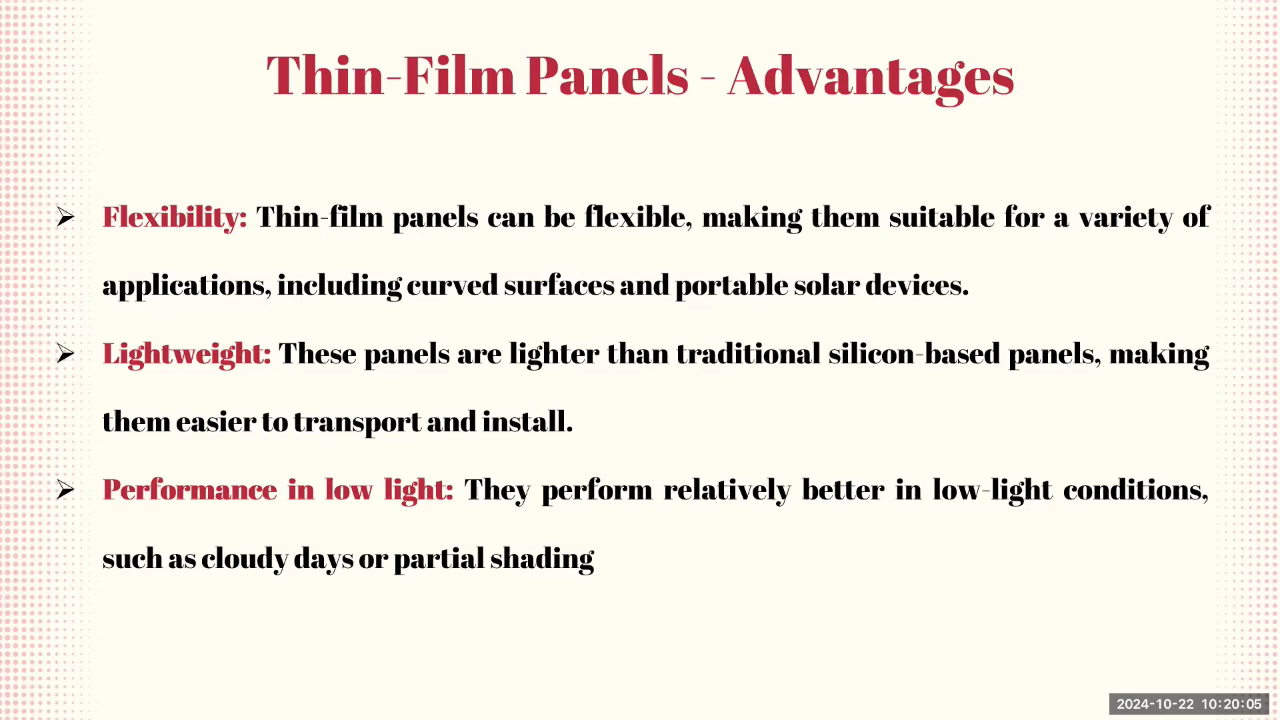 Thin-Film Panels - Advantages
➢ Flexibility: Thin-film panels can be flexible, making them suitable for a variety of
applications, including curved surfaces and portable solar devices.
➢ Lightweight: These panels are lighter than traditional silicon-based panels, making
them easier to transport and install.
➢ Performance in low light: They perform relatively better in low-light conditions,
such as cloudy days or partial shading
2024-10-22 10:20:05